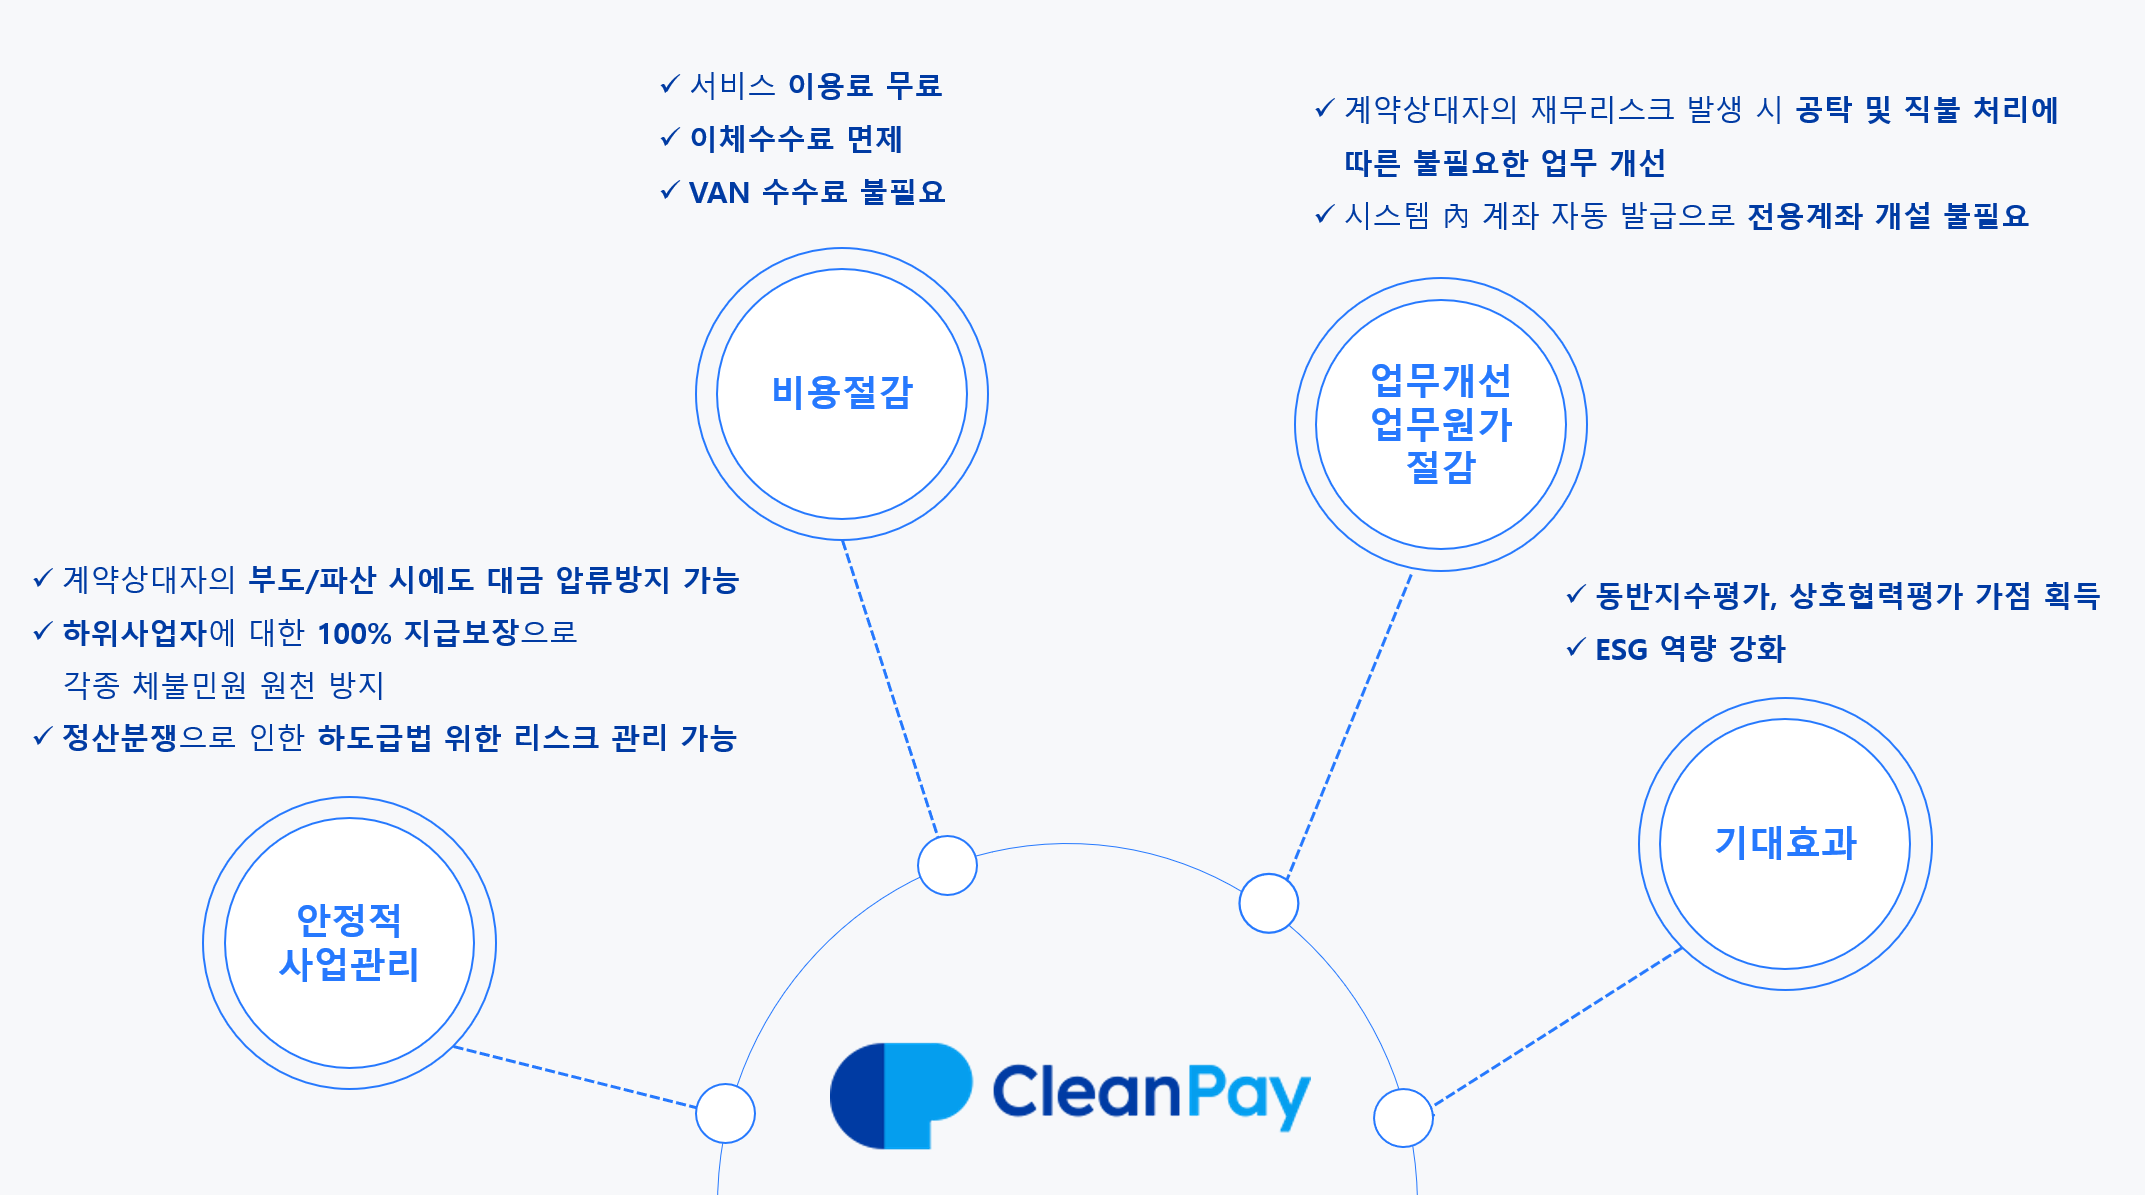 ✓ 서비스 이용료 무료
✓ 이체수수료 면제
✓ VAN 수수료 불필요
비용절감
✓ 계약상대자의 재무리스크 발생 시 공탁 및 직불 처리에
따른 불필요한 업무 개선
✓ 시스템 內 계좌 자동 발급으로 전용계좌 개설 불필요
업무개선
업무원가
절감
✓ 계약상대자의 부도/파산 시에도 대금 압류방지 가능
✓ 하위사업자에 대한 100% 지급보장으로
각종 체불민원 원천 방지
✓ 정산분쟁으로 인한 하도급법 위한 리스크 관리 가능
안정적
사업관리
✓ 동반지수평가, 상호협력평가 가점 획득
✓ ESG 역량 강화
기대효과
CleanPay